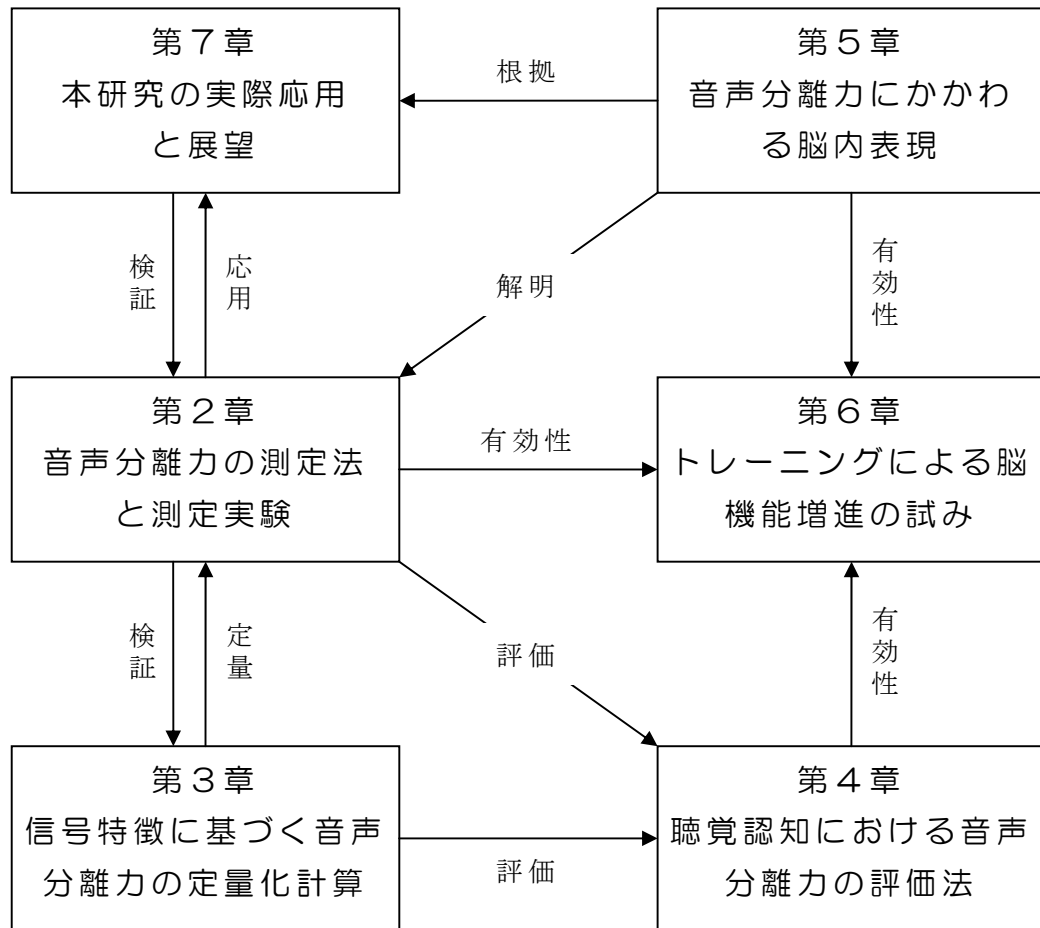 第７章
本研究の実際応用
と展望
根拠
第５章
音声分離力にかかわ
る脳内表現
検証
応用
解明
有効性
第２章
音声分離力の測定法
と測定実験
有効性
第６章
トレーニングによる脳
機能増進の試み
検証
定量
評価
有効性
第３章
信号特徴に基づく音声
分離力の定量化計算
評価
第４章
聴覚認知における音声
分離力の評価法